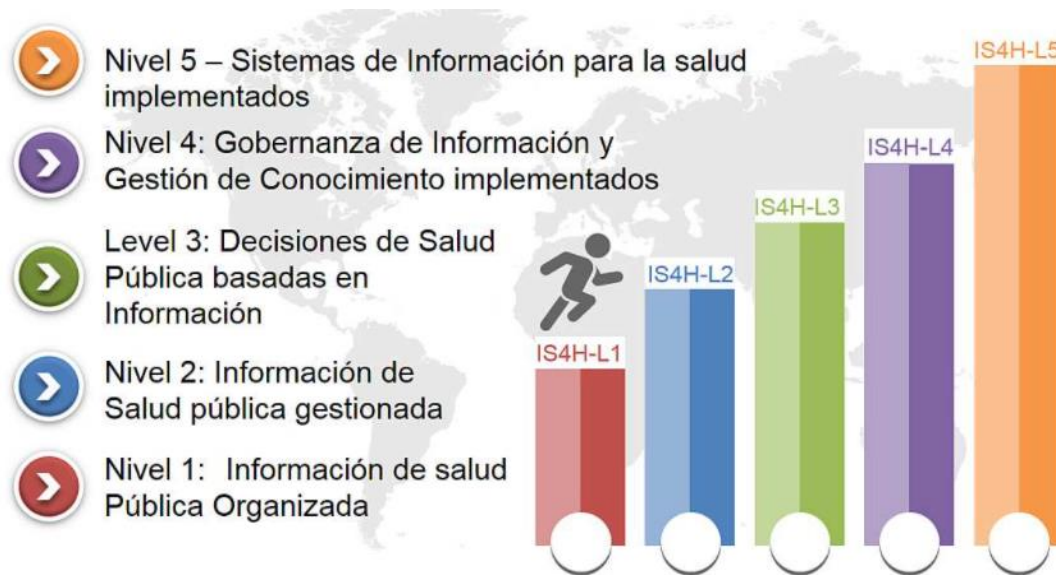 Nivel 5 – Sistemas de Información para la salud
implementados
Nivel 4: Gobernanza de Información y
Gestión de Conocimiento implementados
Level 3: Decisiones de Salud
Pública basadas en
Información
Nivel 2: Información de
Salud pública gestionada
Nivel 1: Información de salud
Pública Organizada
IS4H-L1
IS4H-L2
IS4H-L3
IS4H-L4
IS4H-L5